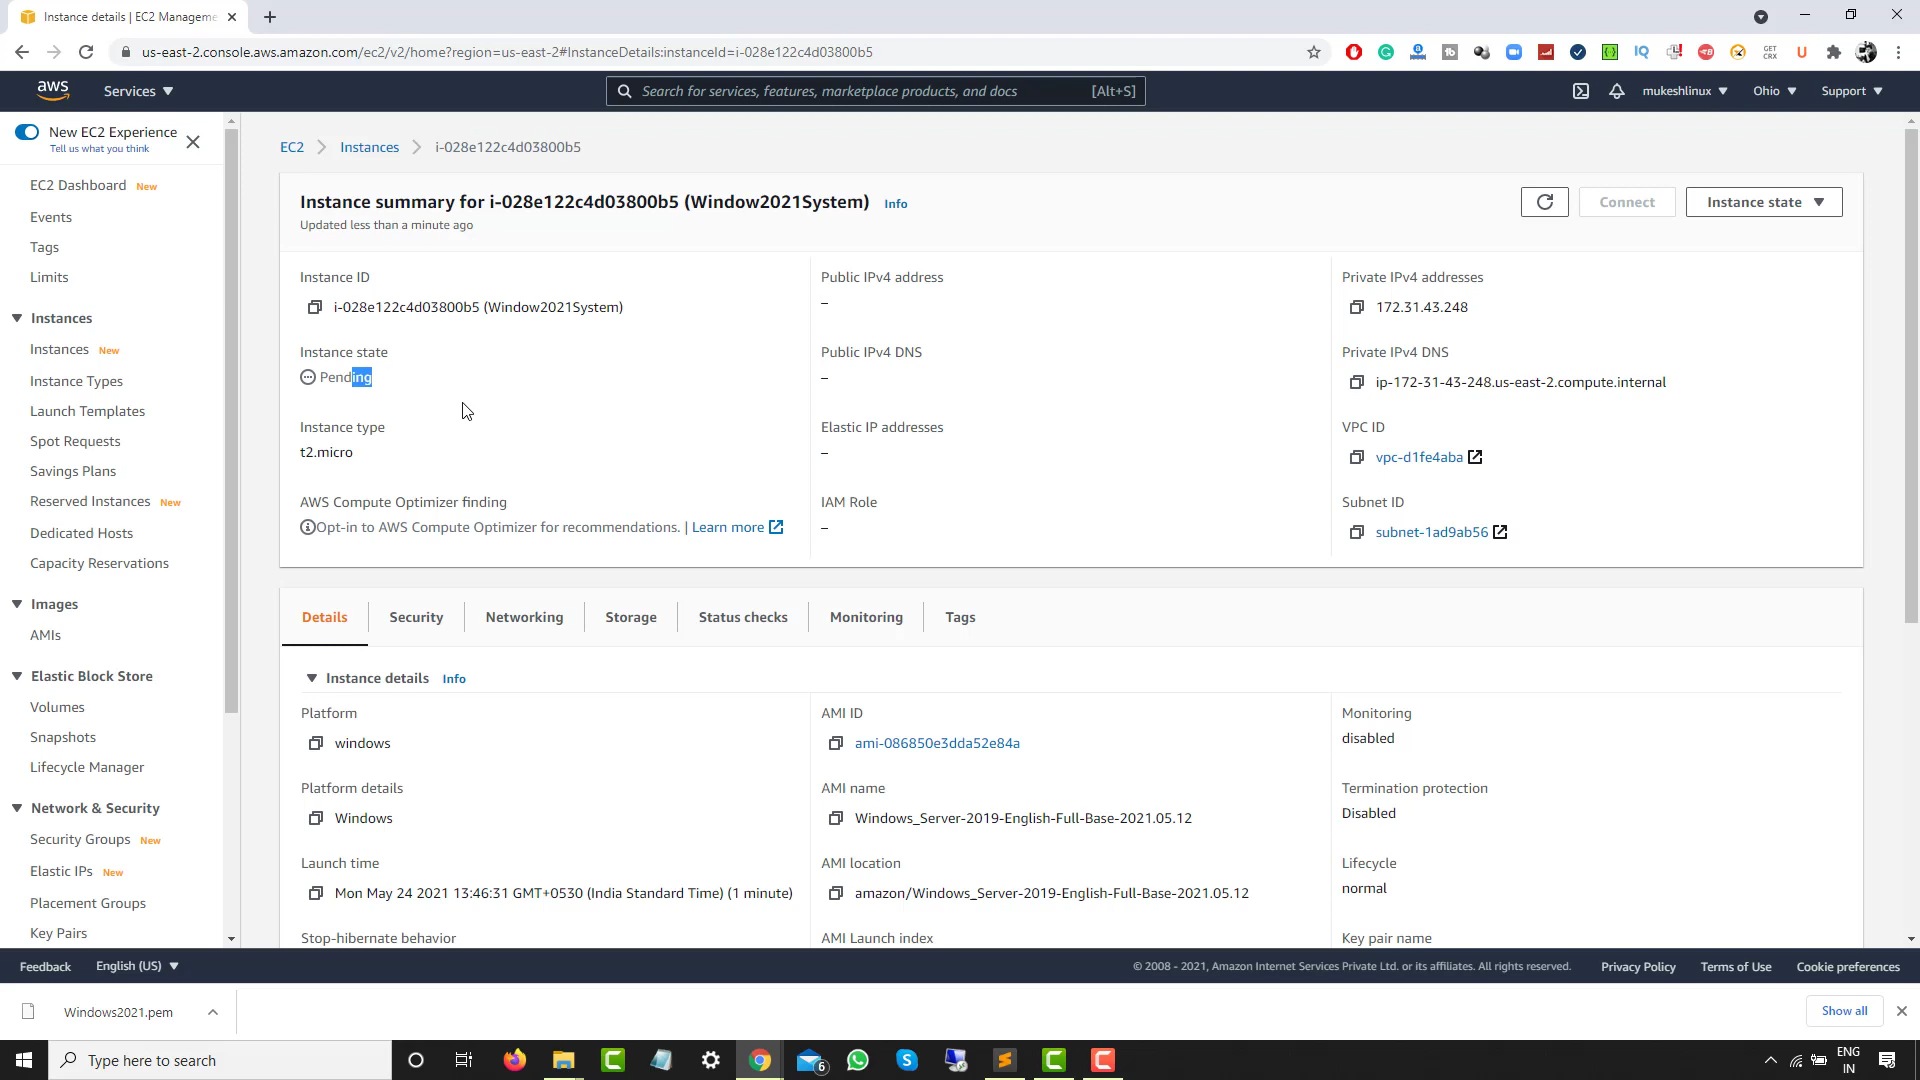 Instance details | EC2 Manageme
us-east-2.console.aws.amazon.com/ec2/v2/home?region=us-east-2#InstanceDetails:instanceId=i-028e122c4d03800b5
aws
Services
Search for services, features, marketplace products, and docs
[Alt+S]
mukeshlinux
Ohio
Support
New EC2 Experience
Tell us what you think
EC2 Dashboard New
Events
Tags
Limits
Instances
Instances New
Instance Types
Launch Templates
Spot Requests
Savings Plans
Reserved Instances New
Dedicated Hosts
Capacity Reservations
Images
AMIs
Elastic Block Store
Volumes
Snapshots
Lifecycle Manager
Network & Security
Security Groups New
Elastic IPs New
Placement Groups
Key Pairs
EC2
Instances
i-028e122c4d03800b5
Instance summary for i-028e122c4d03800b5 (Window2021System) Info
Updated less than a minute ago
Connect
Instance state
Instance ID
i-028e122c4d03800b5 (Window2021System)
Public IPv4 address
–
Private IPv4 addresses
172.31.43.248
Instance state
Pending
Public IPv4 DNS
–
Private IPv4 DNS
ip-172-31-43-248.us-east-2.compute.internal
Instance type
t2.micro
Elastic IP addresses
–
VPC ID
vpc-d1fe4aba
AWS Compute Optimizer finding
Opt-in to AWS Compute Optimizer for recommendations. | Learn more
IAM Role
–
Subnet ID
subnet-1ad9ab56
Details
Security
Networking
Storage
Status checks
Monitoring
Tags
Instance details Info
Platform
windows
AMI ID
ami-086850e3dda52e84a
Monitoring
disabled
Platform details
Windows
AMI name
Windows_Server-2019-English-Full-Base-2021.05.12
Termination protection
Disabled
Launch time
Mon May 24 2021 13:46:31 GMT+0530 (India Standard Time) (1 minute)
AMI location
amazon/Windows_Server-2019-English-Full-Base-2021.05.12
Lifecycle
normal
Stop-hibernate behavior
AMI Launch index
Key pair name
Feedback
English (US)
© 2008 - 2021, Amazon Internet Services Private Ltd. or its affiliates. All rights reserved.
Privacy Policy
Terms of Use
Cookie preferences
Windows2021.pem
Show all
Type here to search
6
ENG
IN